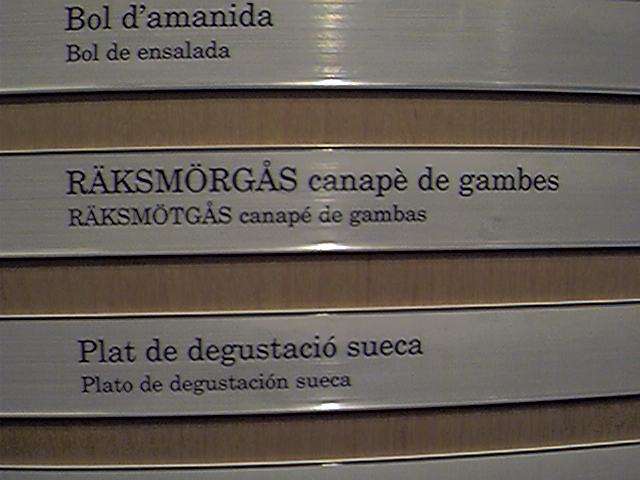 Bol d'amanida
Bol de ensalada
RÄKSMÖRGÅS canapè de gambes
RÄKSMÖTGÅS canapé de gambas
Plat de degustació sueca
Plato de degustación sueca